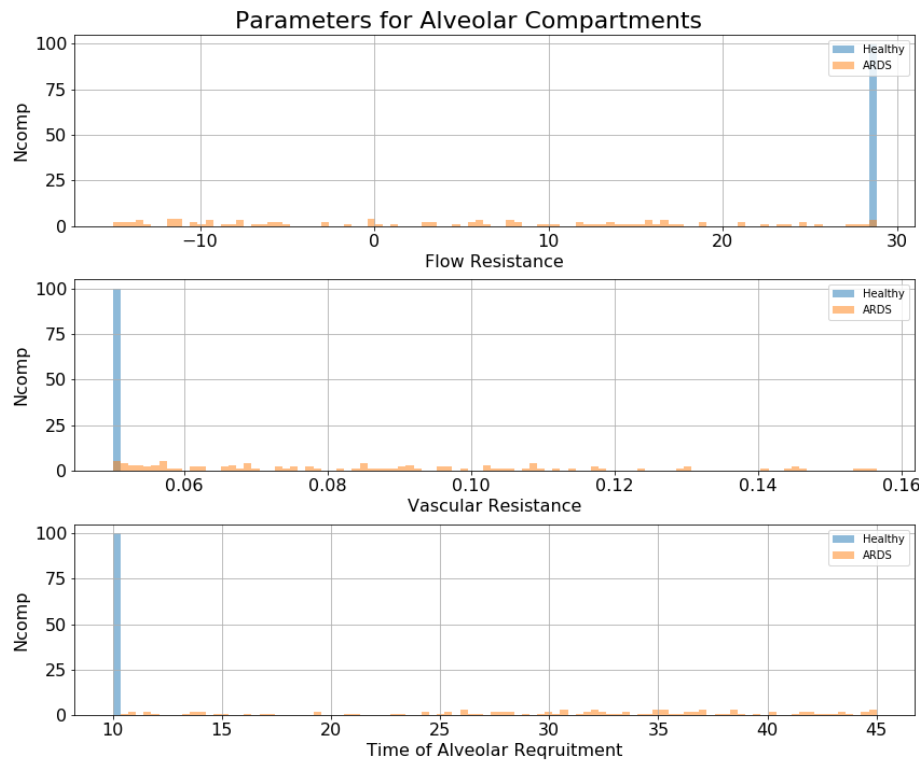 Parameters for Alveolar Compartments
Ncomp
100
75
50
25
0
Healthy
ARDS
−10
0
10
20
30
Flow Resistance
Ncomp
100
75
50
25
0
Healthy
ARDS
0.06
0.08
0.10
0.12
0.14
0.16
Vascular Resistance
Ncomp
100
75
50
25
0
Healthy
ARDS
10
15
20
25
30
35
40
45
Time of Alveolar Reqruitment